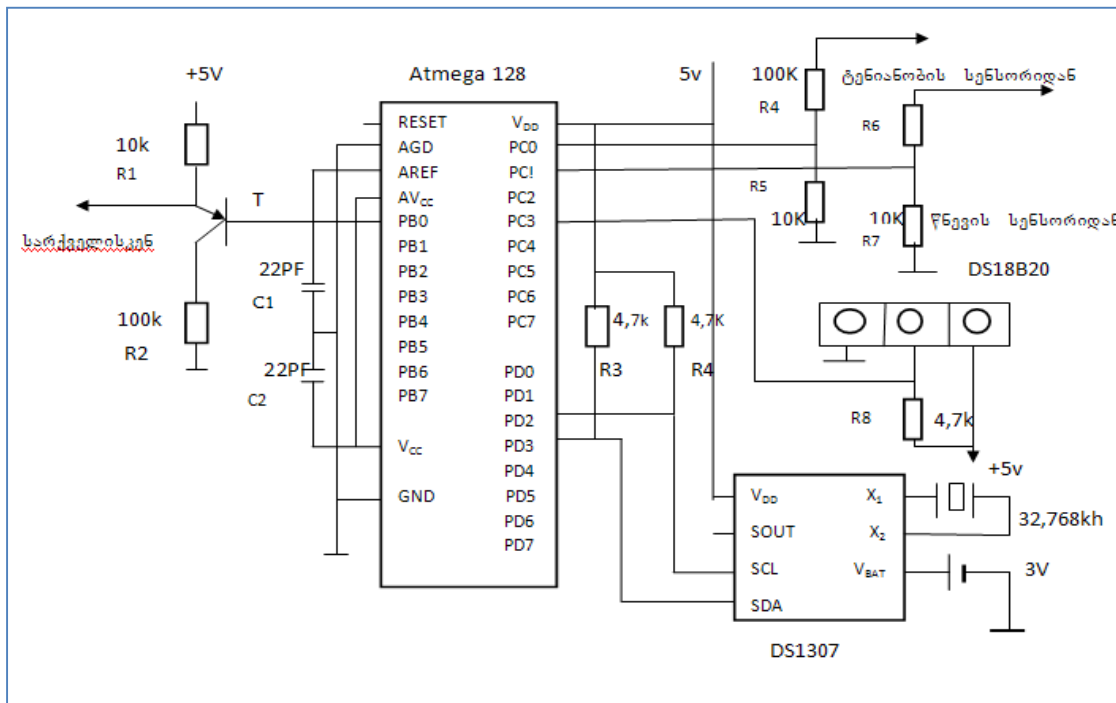 +5V
Atmega 128
5v
100K
ტენიანობის სენსორიდან
R4
R6
10k
R1
T
სარქველისკენ
100k
R2
22PF
C1
22PF
C2
RESET
AGD
AREF
AVCC
PB0
PB1
PB2
PB3
PB4
PB5
PB6
PB7
VCC
GND
VDD
PC0
PC!
PC2
PC3
PC4
PC5
PC6
PC7
PD0
PD1
PD2
PD3
PD4
PD5
PD6
PD7
4,7k
R3
4,7K
R4
R5
10K
10K
R7
წნევის სენსორიდან
DS18B20
R8
4,7k
+5v
VDD
SOUT
SCL
SDA
X1
X2
VBAT
32,768kh
3V
DS1307